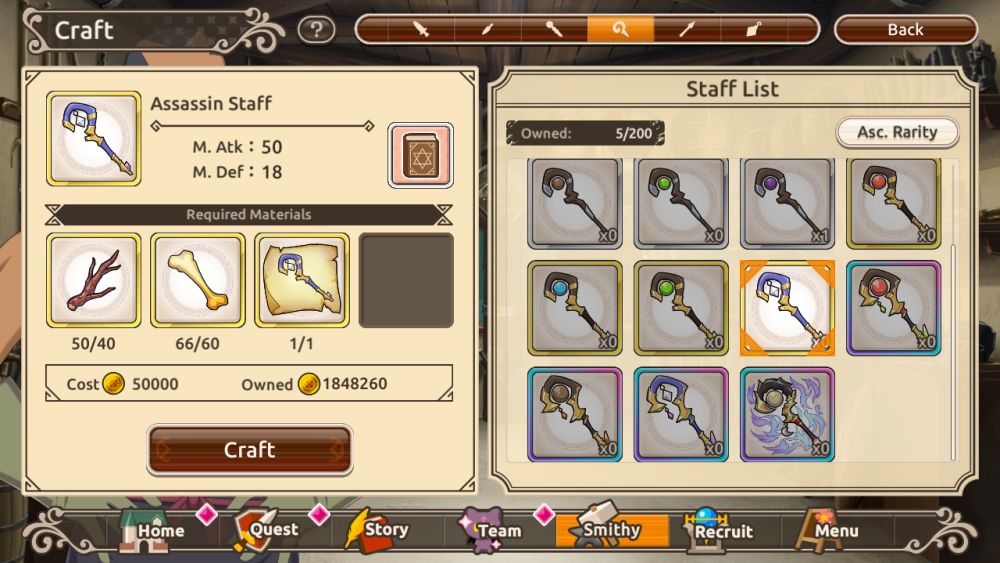 Craft
?
Back
Assassin Staff
M. Atk : 50
M. Def : 18
Required Materials
50/40
66/60
1/1
Cost 50000
Owned 1848260
Craft
Staff List
Owned: 5/200
Asc. Rarity
x0 x0 x1 x0
x0 x0 x0 x0
x0 x0 x0
Home
Quest
Story
Team
Smithy
Recruit
Menu